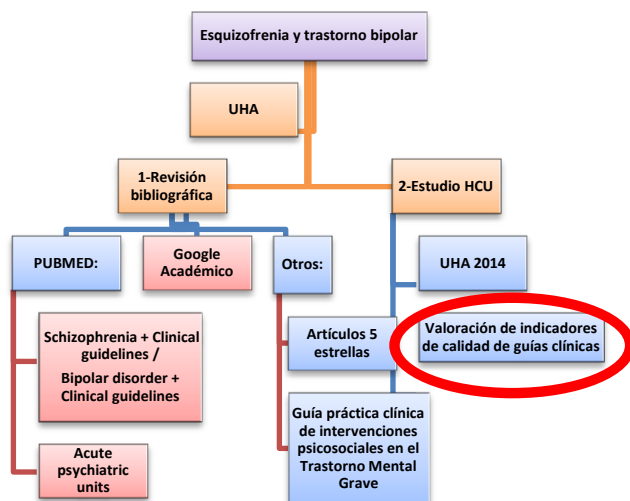 Esquizofrenia y trastorno bipolar
UHA
1-Revisión
bibliográfica
2-Estudio HCU
PUBMED:
Google
Académico
Otros:
UHA 2014
Schizophrenia + Clinical
guidelines /
Bipolar disorder +
Clinical guidelines
Artículos 5
estrellas
Valoración de indicadores
de calidad de guías clínicas
Acute
psychiatric
units
Guía práctica clínica
de intervenciones
psicosociales en el
Trastorno Mental
Grave